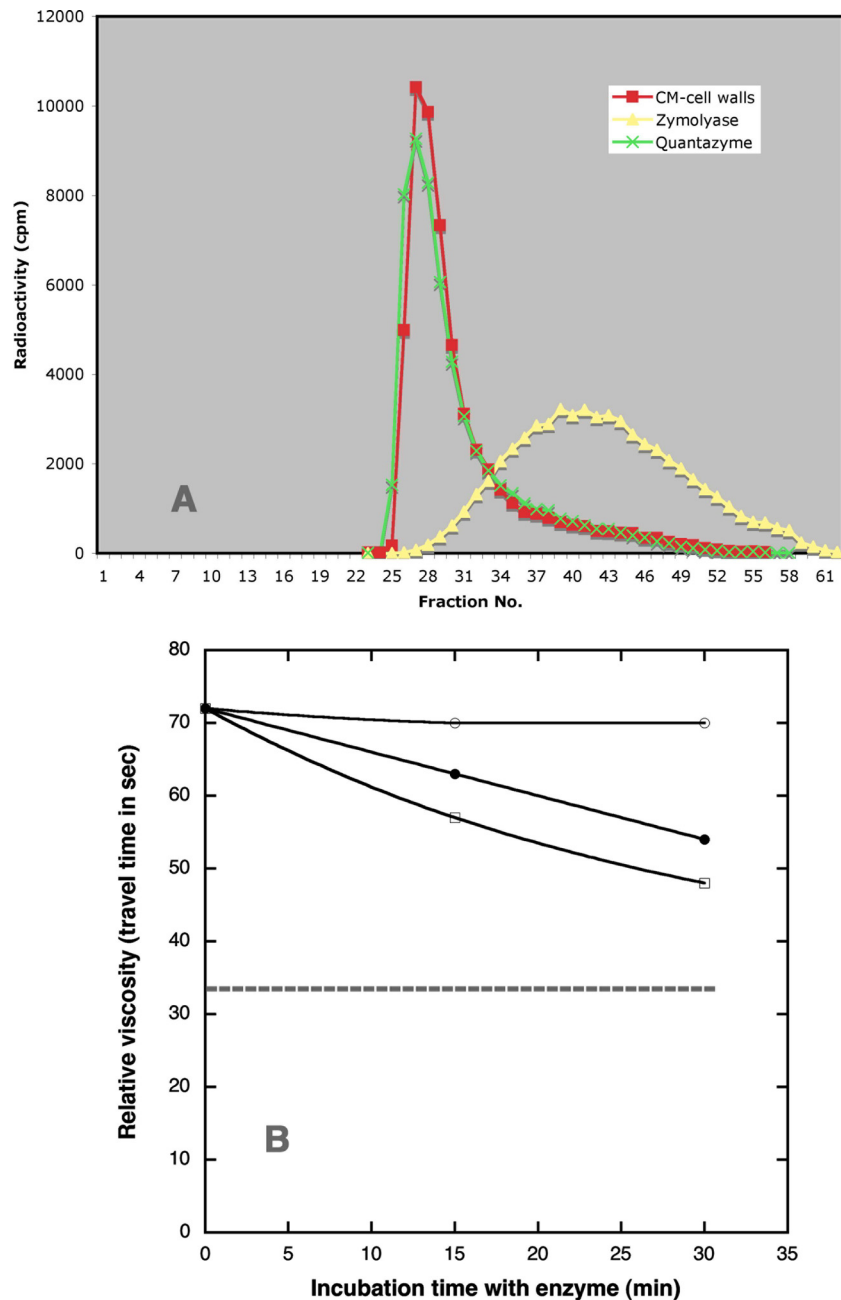 12000
10000
8000
6000
4000
2000
0
Radioactivity (cpm)
CM-cell walls
Zymolyase
Quantazyme
A
1 4 7 10 13 16 19 22 25 28 31 34 37 40 43 46 49 52 55 58 61
Fraction No.
80
70
60
50
40
30
20
10
0
Relative viscosity (travel time in sec)
B
0 5 10 15 20 25 30 35
Incubation time with enzyme (min)